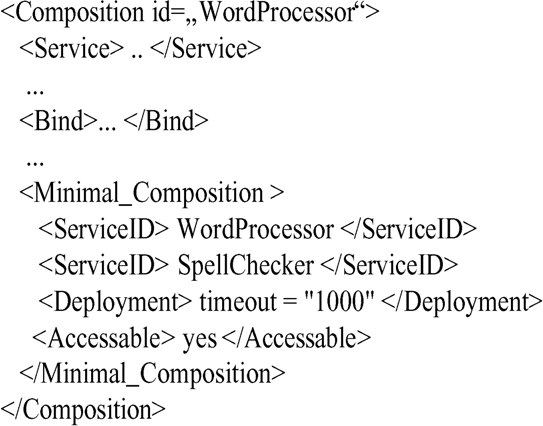 <Composition id=„WordProcessor“>
<Service> .. </Service>
...
<Bind>... </Bind>
...
<Minimal_Composition >
<ServiceID> WordProcessor </ServiceID>
<ServiceID> SpellChecker </ServiceID>
<Deployment> timeout = "1000" </Deployment>
<Accessable> yes </Accessable>
</Minimal_Composition>
</Composition>